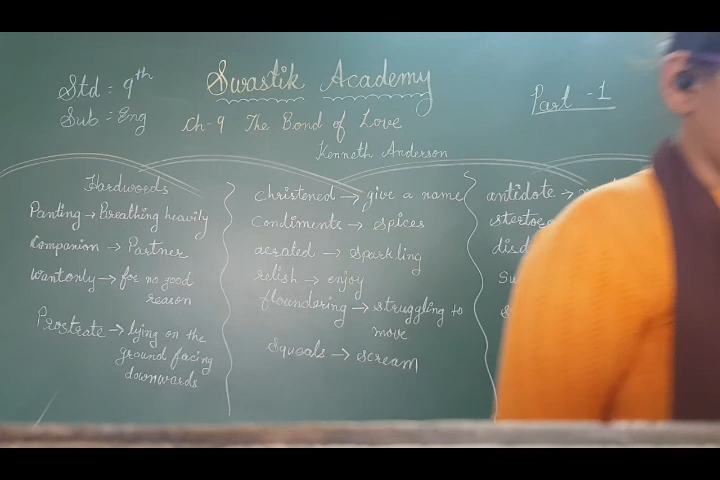 Std : 9th
Swastik Academy
Part - 1
Sub : Eng
Ch-9 The Bond of Love
Kenneth Anderson
Hardwords
Panting → Breathing heavily
Companion → Partner
Wantonly → for no good
reason
Prostrate → lying on the
ground facing
downwards
christened → give a name
Condiments → spices
aerated → sparkling
relish → enjoy
floundering → struggling to
move
Squeals → scream
antidote →